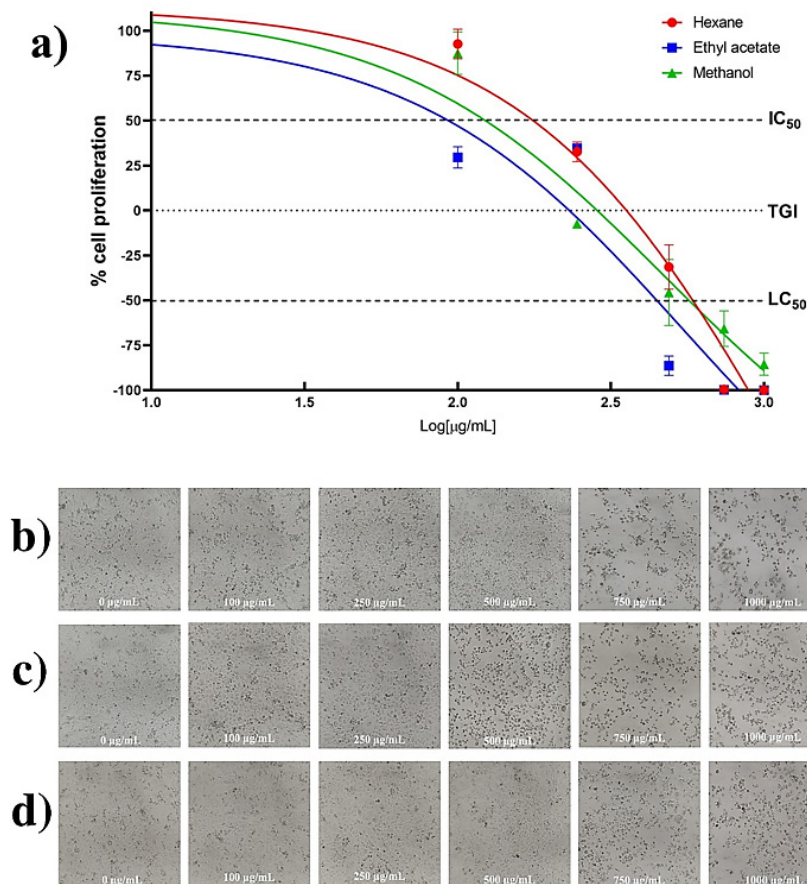 a)
Hexane
Ethyl acetate
Methanol
% cell proliferation
100
75
50
25
0
-25
-50
-75
-100
IC50
TGI
LC50
1.0 1.5 2.0 2.5 3.0
Log[µg/mL]
b)
0 µg/mL 100 µg/mL 250 µg/mL 500 µg/mL 750 µg/mL 1000 µg/mL
c)
0 µg/mL 100 µg/mL 250 µg/mL 500 µg/mL 750 µg/mL 1000 µg/mL
d)
0 µg/mL 100 µg/mL 250 µg/mL 500 µg/mL 750 µg/mL 1000 µg/mL